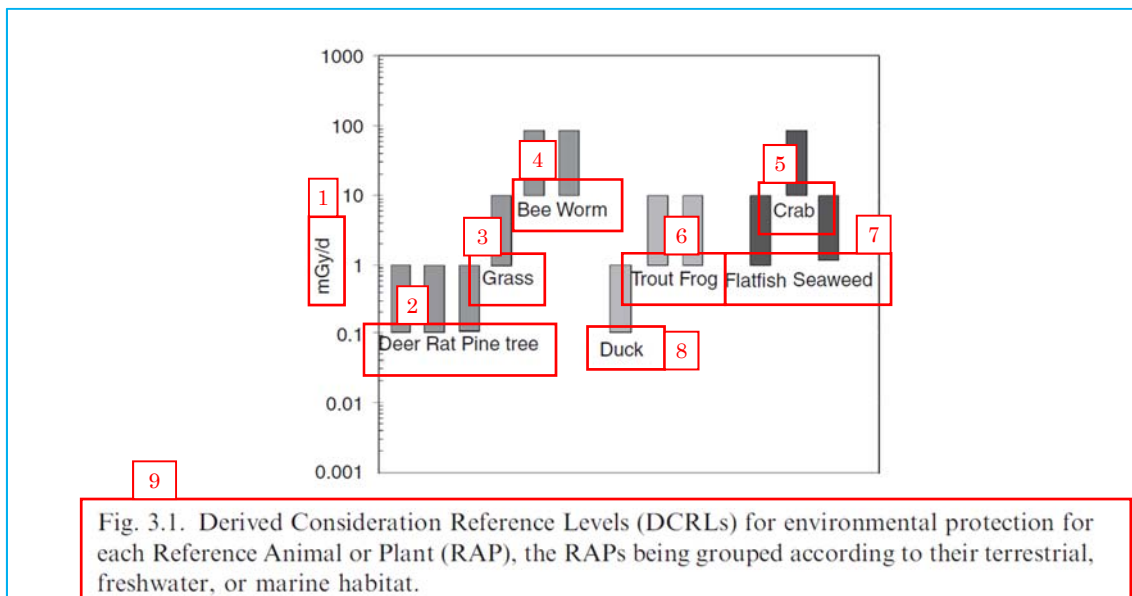 1000
100
4
5
10
1
Bee Worm
Crab
3
6
7
mGy/d
1
Grass
Trout Frog
Flatfish Seaweed
2
0.1
Deer Rat Pine tree
Duck
8
0.01
0.001
9
Fig. 3.1. Derived Consideration Reference Levels (DCRLs) for environmental protection for
each Reference Animal or Plant (RAP), the RAPs being grouped according to their terrestrial,
freshwater, or marine habitat.